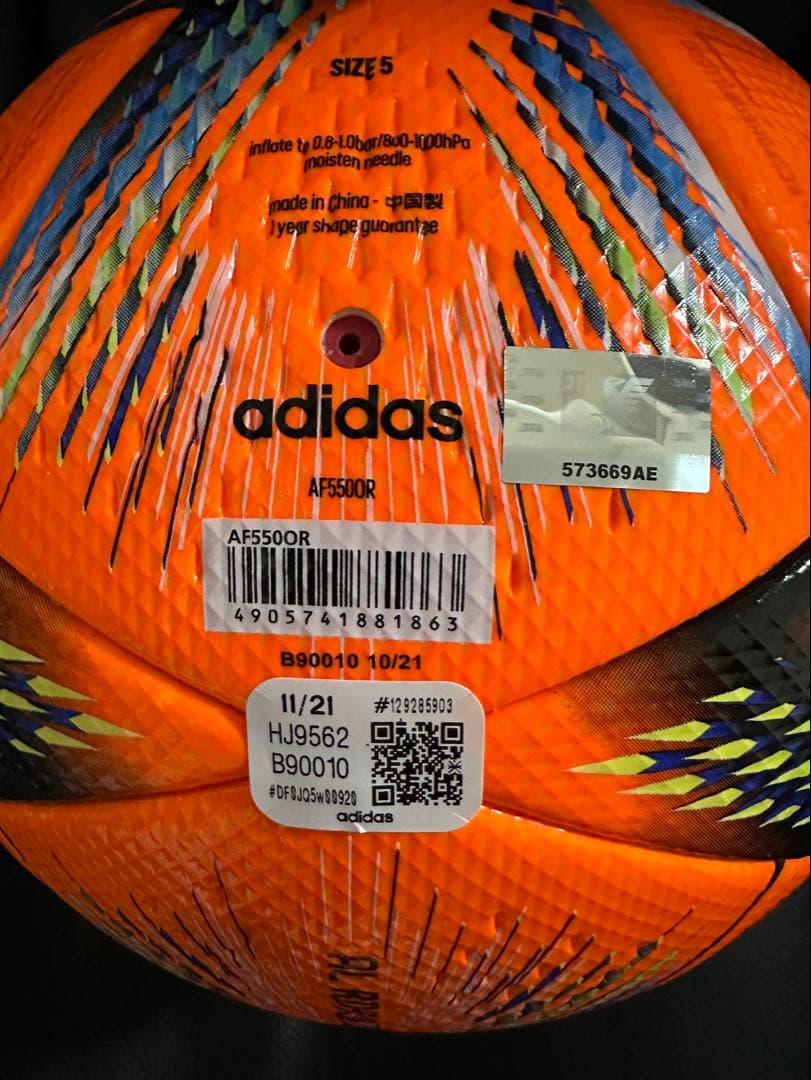 SIZE 5
inflate to 0.8-1.0bar/800-1000hPa
moisten needle
made in China - 中国製
1 year shape guarantee
adidas
573669AE
AF550OR
AF550OR
4905741881863
B90010 10/21
11/21 #129285903
HJ9562
B90010
adidas